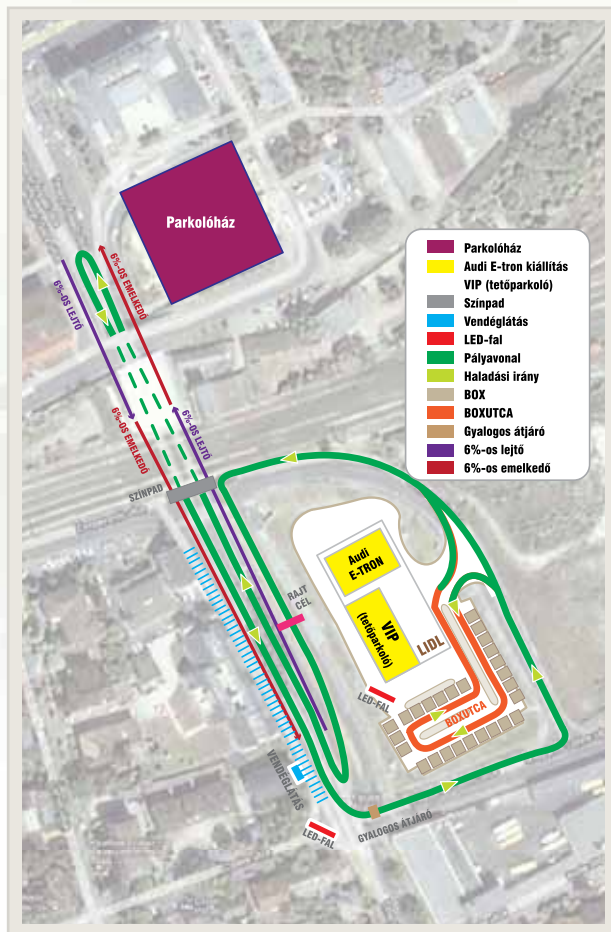 Parkolóház
6%-OS EMELKEDŐ
6%-OS LEJTŐ
6%-OS EMELKEDŐ
6%-OS LEJTŐ
SZÍNPAD
RAJT
CÉL
Audi
E-TRON
VIP
(tetőparkoló)
LIDL
LED-FAL
BOXUTCA
VENDÉGLÁTÁS
LED-FAL
GYALOGOS ÁTJÁRÓ
Parkolóház
Audi E-tron kiállítás
VIP (tetőparkoló)
Színpad
Vendéglátás
LED-fal
Pályavonal
Haladási irány
BOX
BOXUTCA
Gyalogos átjáró
6%-os lejtő
6%-os emelkedő